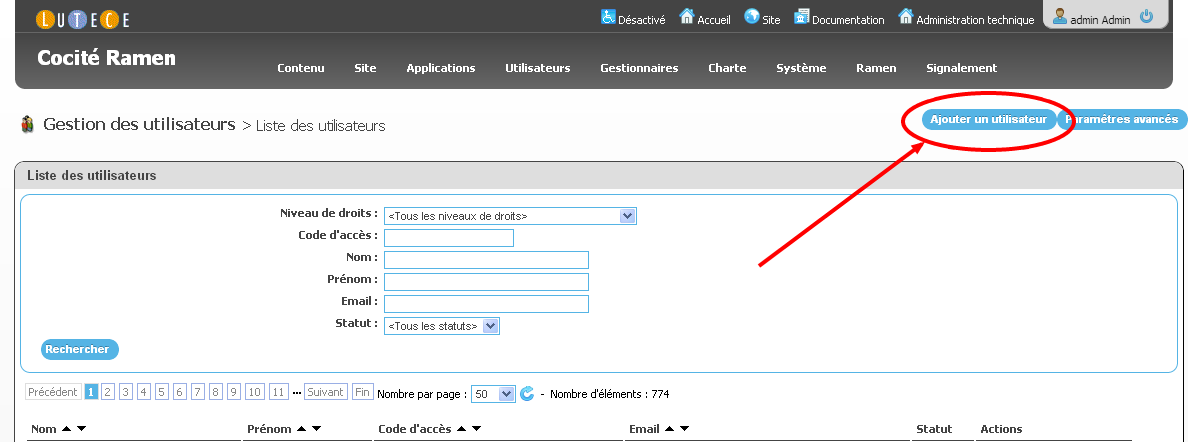 LUTECE Désactivé Accueil Site Documentation Administration technique admin Admin
Cocité Ramen
Contenu Site Applications Utilisateurs Gestionnaires Charte Système Ramen Signalement
Gestion des utilisateurs > Liste des utilisateurs
Ajouter un utilisateur Paramétres avancés
Liste des utilisateurs
Niveau de droits : <Tous les niveaux de droits>
Code d'accès :
Nom :
Prénom :
Email :
Statut : <Tous les statuts>
Rechercher
Précédent 1 2 3 4 5 6 7 8 9 10 11 ... Suivant Fin Nombre par page : 50 - Nombre d'éléments : 774
Nom Prénom Code d'accès Email Statut Actions